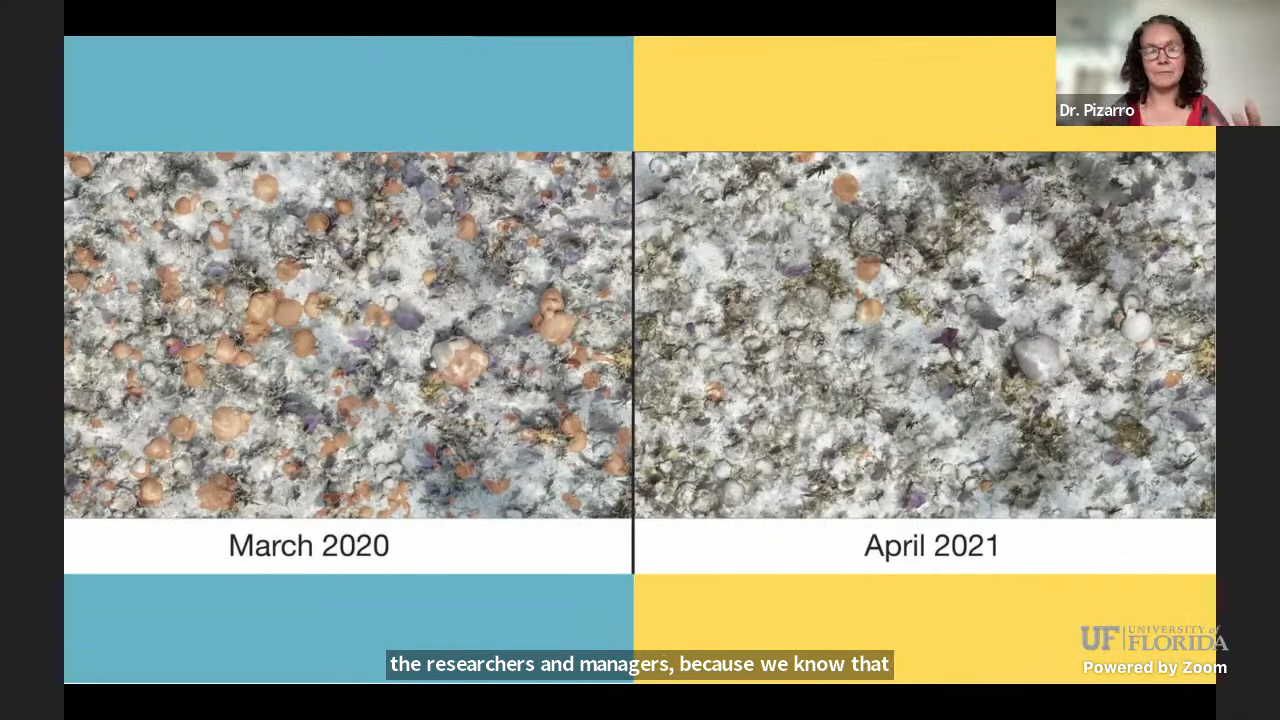 Dr. Pizarro
March 2020
April 2021
the researchers and managers, because we know that
UF UNIVERSITY of FLORIDA
Powered by Zoom